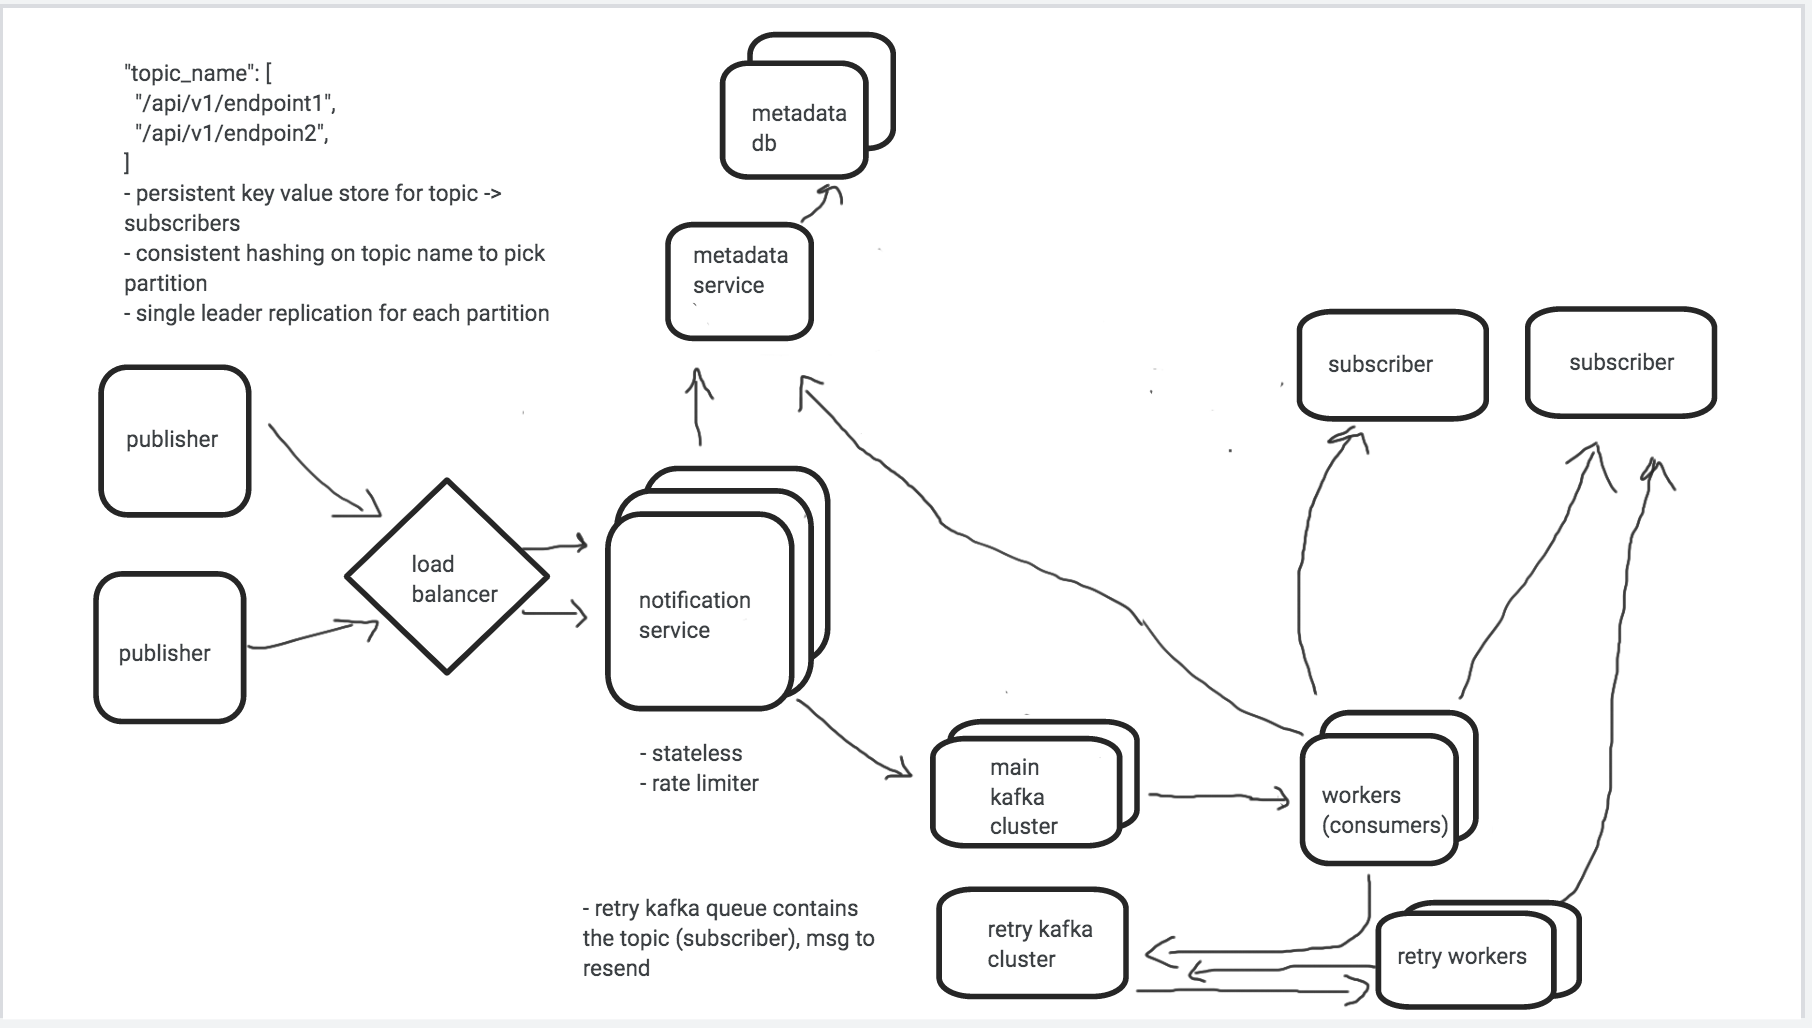 "topic_name": [
"/api/v1/endpoint1",
"/api/v1/endpoin2",
]
- persistent key value store for topic ->
subscribers
- consistent hashing on topic name to pick
partition
- single leader replication for each partition
metadata
db
metadata
service
publisher
publisher
load
balancer
notification
service
- stateless
- rate limiter
subscriber
subscriber
main
kafka
cluster
workers
(consumers)
- retry kafka queue contains
the topic (subscriber), msg to
resend
retry kafka
cluster
retry workers